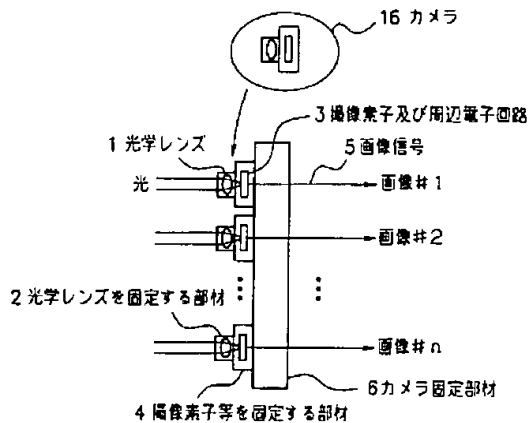 16 カメラ
3 撮像素子及び周辺電子回路
1 光学レンズ
5 画像信号
光
画像#1
画像#2
2 光学レンズを固定する部材
画像#n
6 カメラ固定部材
4 撮像素子等を固定する部材